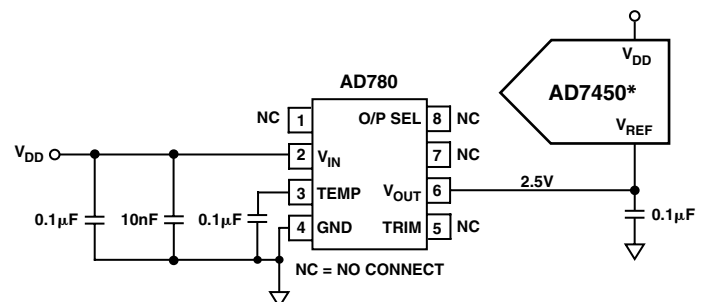 V_DD
AD780
AD7450*
NC 1 O/P SEL 8 NC
V_REF
7 NC
V_DD 2 V_IN
3 TEMP V_OUT 6 2.5V
0.1µF 10nF 0.1µF 0.1µF
4 GND TRIM 5 NC
NC = NO CONNECT